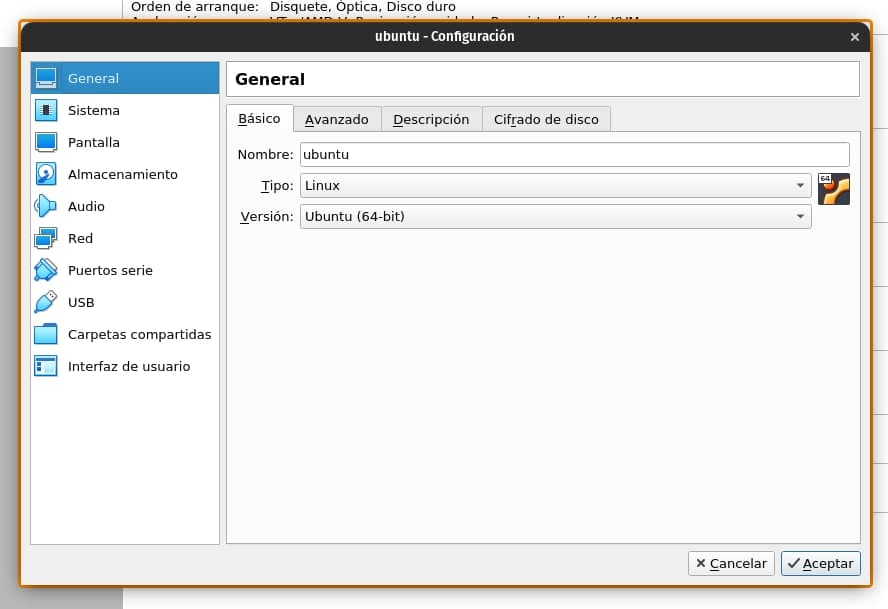 Orden de arranque: Disquete, Óptica, Disco duro
ubuntu - Configuración
General
Sistema
Pantalla
Almacenamiento
Audio
Red
Puertos serie
USB
Carpetas compartidas
Interfaz de usuario
General
Básico Avanzado Descripción Cifrado de disco
Nombre: ubuntu
Tipo: Linux
64
Versión: Ubuntu (64-bit)
Cancelar Aceptar